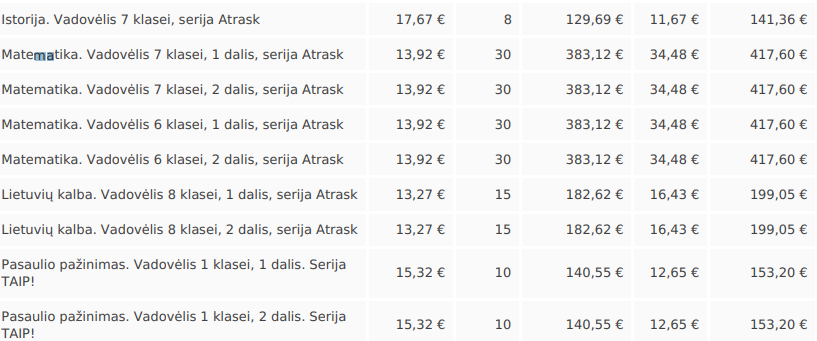 Istorija. Vadovėlis 7 klasei, serija Atrask 17,67 € 8 129,69 € 11,67 € 141,36 €
Matematika. Vadovėlis 7 klasei, 1 dalis, serija Atrask 13,92 € 30 383,12 € 34,48 € 417,60 €
Matematika. Vadovėlis 7 klasei, 2 dalis, serija Atrask 13,92 € 30 383,12 € 34,48 € 417,60 €
Matematika. Vadovėlis 6 klasei, 1 dalis, serija Atrask 13,92 € 30 383,12 € 34,48 € 417,60 €
Matematika. Vadovėlis 6 klasei, 2 dalis, serija Atrask 13,92 € 30 383,12 € 34,48 € 417,60 €
Lietuvių kalba. Vadovėlis 8 klasei, 1 dalis, serija Atrask 13,27 € 15 182,62 € 16,43 € 199,05 €
Lietuvių kalba. Vadovėlis 8 klasei, 2 dalis, serija Atrask 13,27 € 15 182,62 € 16,43 € 199,05 €
Pasaulio pažinimas. Vadovėlis 1 klasei, 1 dalis. Serija
TAIP! 15,32 € 10 140,55 € 12,65 € 153,20 €
Pasaulio pažinimas. Vadovėlis 1 klasei, 2 dalis. Serija
TAIP! 15,32 € 10 140,55 € 12,65 € 153,20 €